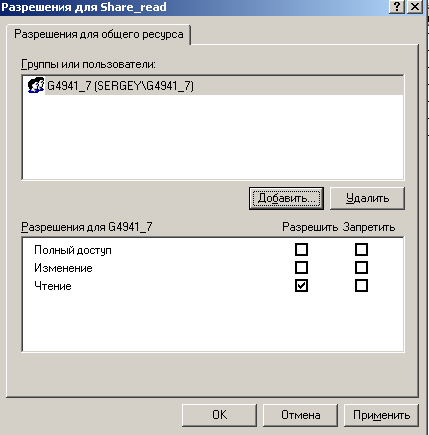 Разрешения для Share_read
Разрешения для общего ресурса
Группы или пользователи:
G4941_7 (SERGEY\G4941_7)
Добавить... Удалить
Разрешения для G4941_7 Разрешить Запретить
Полный доступ
Изменение
Чтение
OK Отмена Применить